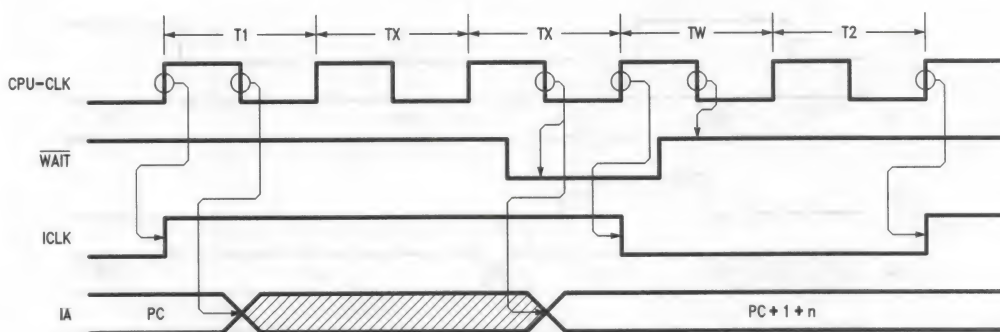 T1 TX TX TW T2
CPU-CLK
WAIT
ICLK
IA PC PC + 1 + n